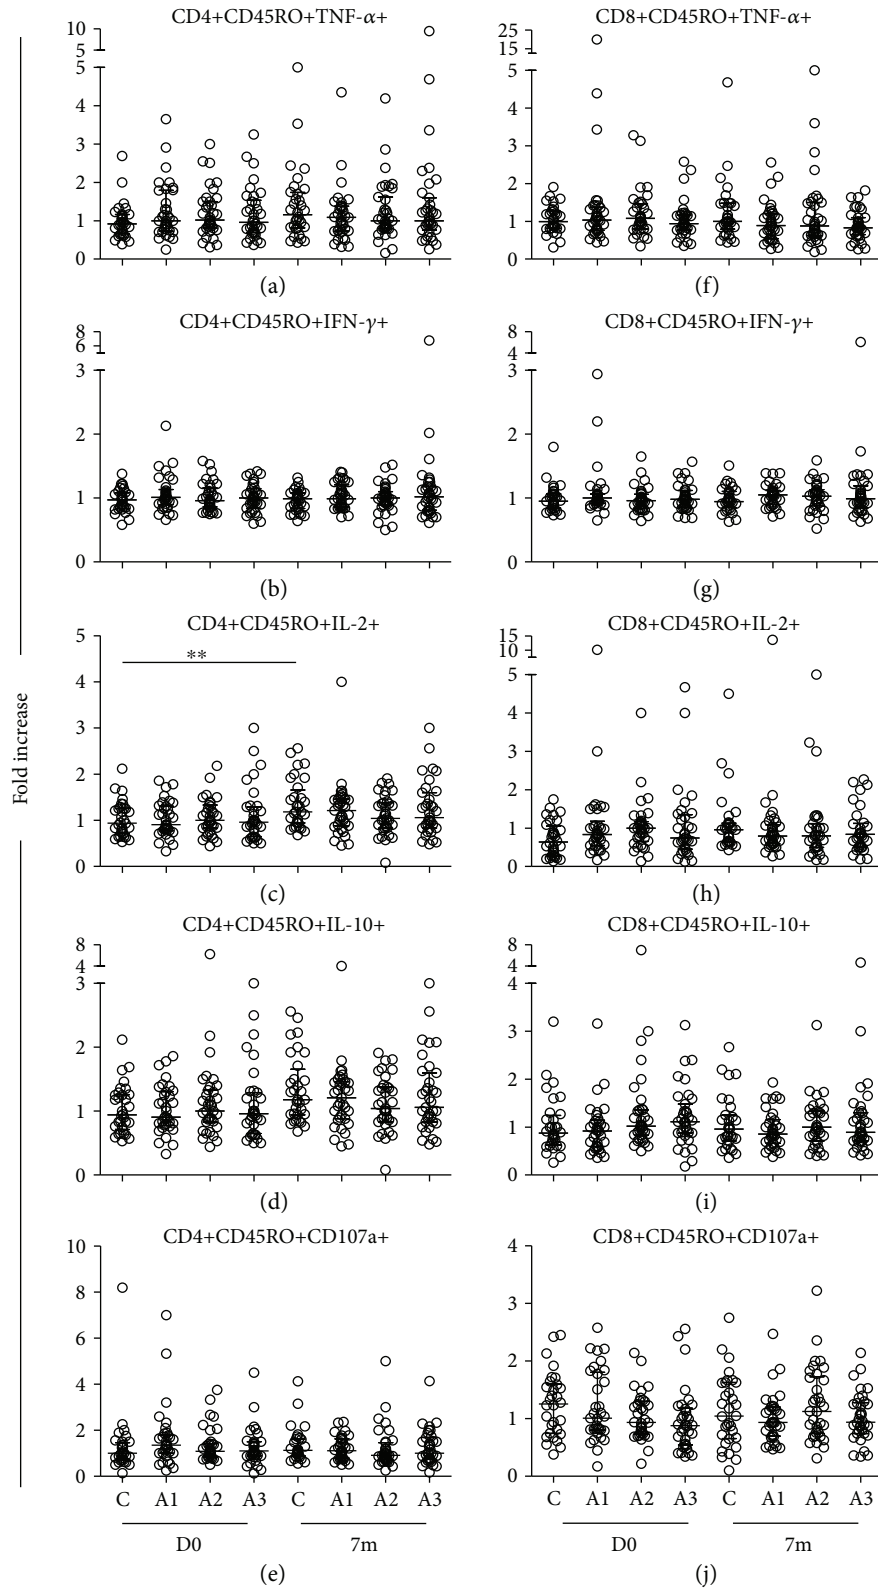 Fold increase
CD4+CD45RO+TNF-α+
10
5
5
4
3
2
1
0
(a)
CD8+CD45RO+TNF-α+
25
15
5
4
3
2
1
0
(f)
CD4+CD45RO+IFN-γ+
8
6
3
2
1
0
(b)
CD8+CD45RO+IFN-γ+
8
4
3
2
1
0
(g)
CD4+CD45RO+IL-2+
5
**
4
3
2
1
0
(c)
CD8+CD45RO+IL-2+
15
10
5
4
3
2
1
0
(h)
CD4+CD45RO+IL-10+
8
4
3
2
1
0
(d)
CD8+CD45RO+IL-10+
8
4
4
3
2
1
0
(i)
CD4+CD45RO+CD107a+
10
8
6
4
2
0
C A1 A2 A3 C A1 A2 A3
D0 7m
(e)
CD8+CD45RO+CD107a+
4
3
2
1
0
C A1 A2 A3 C A1 A2 A3
D0 7m
(j)